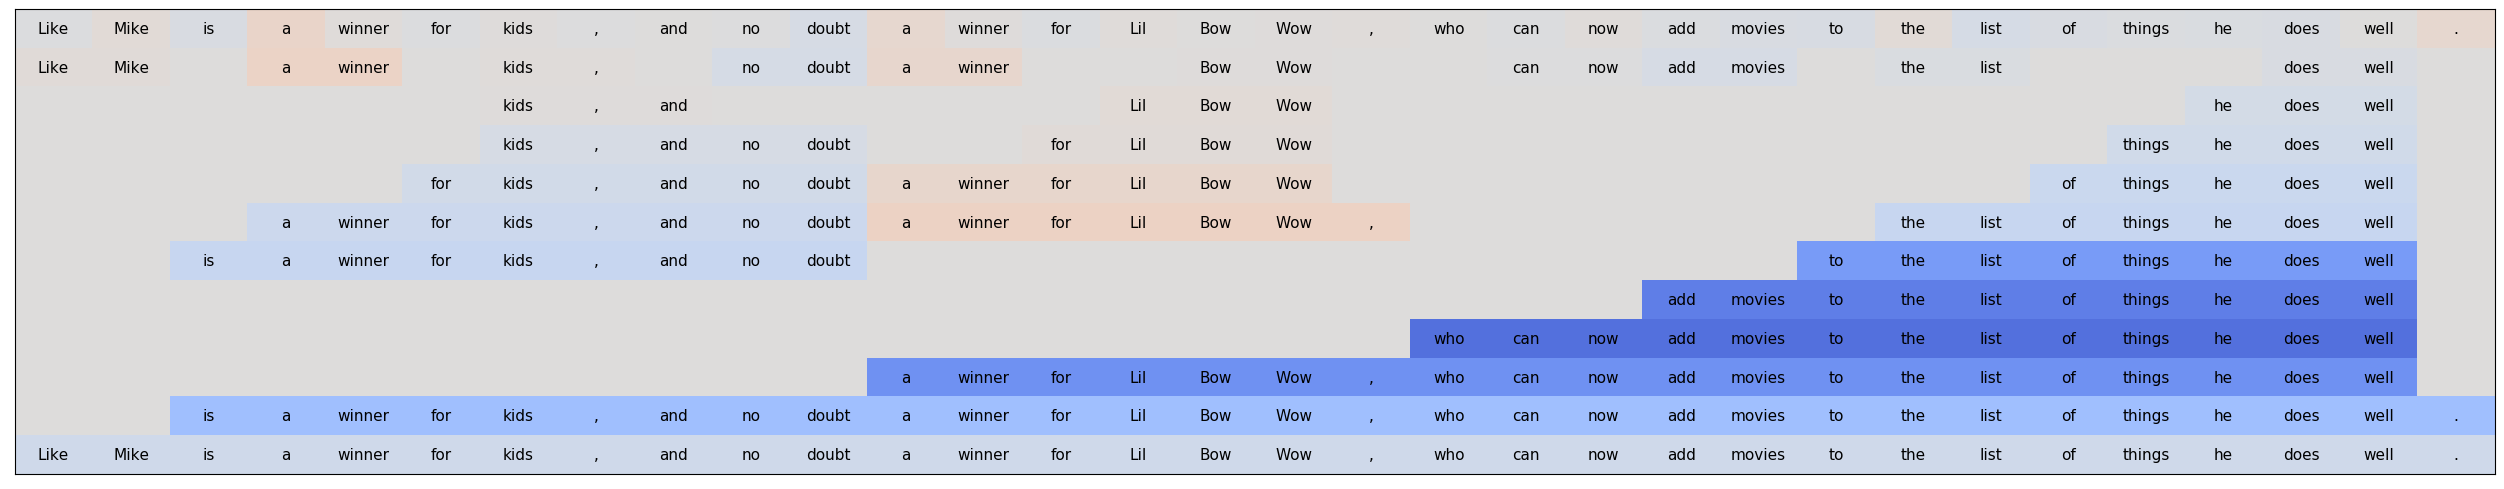 Like Mike is a winner for kids , and no doubt a winner for Lil Bow Wow , who can now add movies to the list of things he does well .
Like Mike a winner kids , no doubt a winner Bow Wow can now add movies the list does well
kids , and Lil Bow Wow he does well
kids , and no doubt for Lil Bow Wow things he does well
for kids , and no doubt a winner for Lil Bow Wow of things he does well
a winner for kids , and no doubt a winner for Lil Bow Wow , the list of things he does well
is a winner for kids , and no doubt to the list of things he does well
add movies to the list of things he does well
who can now add movies to the list of things he does well
a winner for Lil Bow Wow , who can now add movies to the list of things he does well
is a winner for kids , and no doubt a winner for Lil Bow Wow , who can now add movies to the list of things he does well .
Like Mike is a winner for kids , and no doubt a winner for Lil Bow Wow , who can now add movies to the list of things he does well .